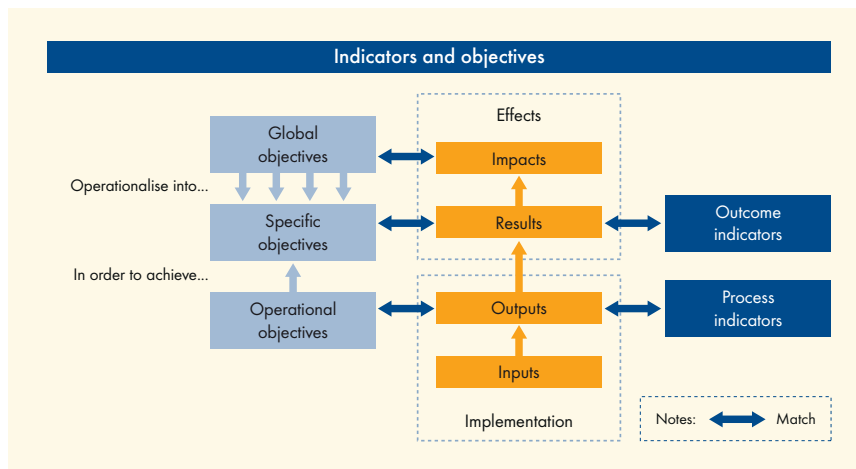 Indicators and objectives
Effects
Global
objectives
Impacts
Operationalise into...
Specific
objectives
Results
Outcome
indicators
In order to achieve...
Operational
objectives
Outputs
Process
indicators
Inputs
Implementation
Notes:
Match